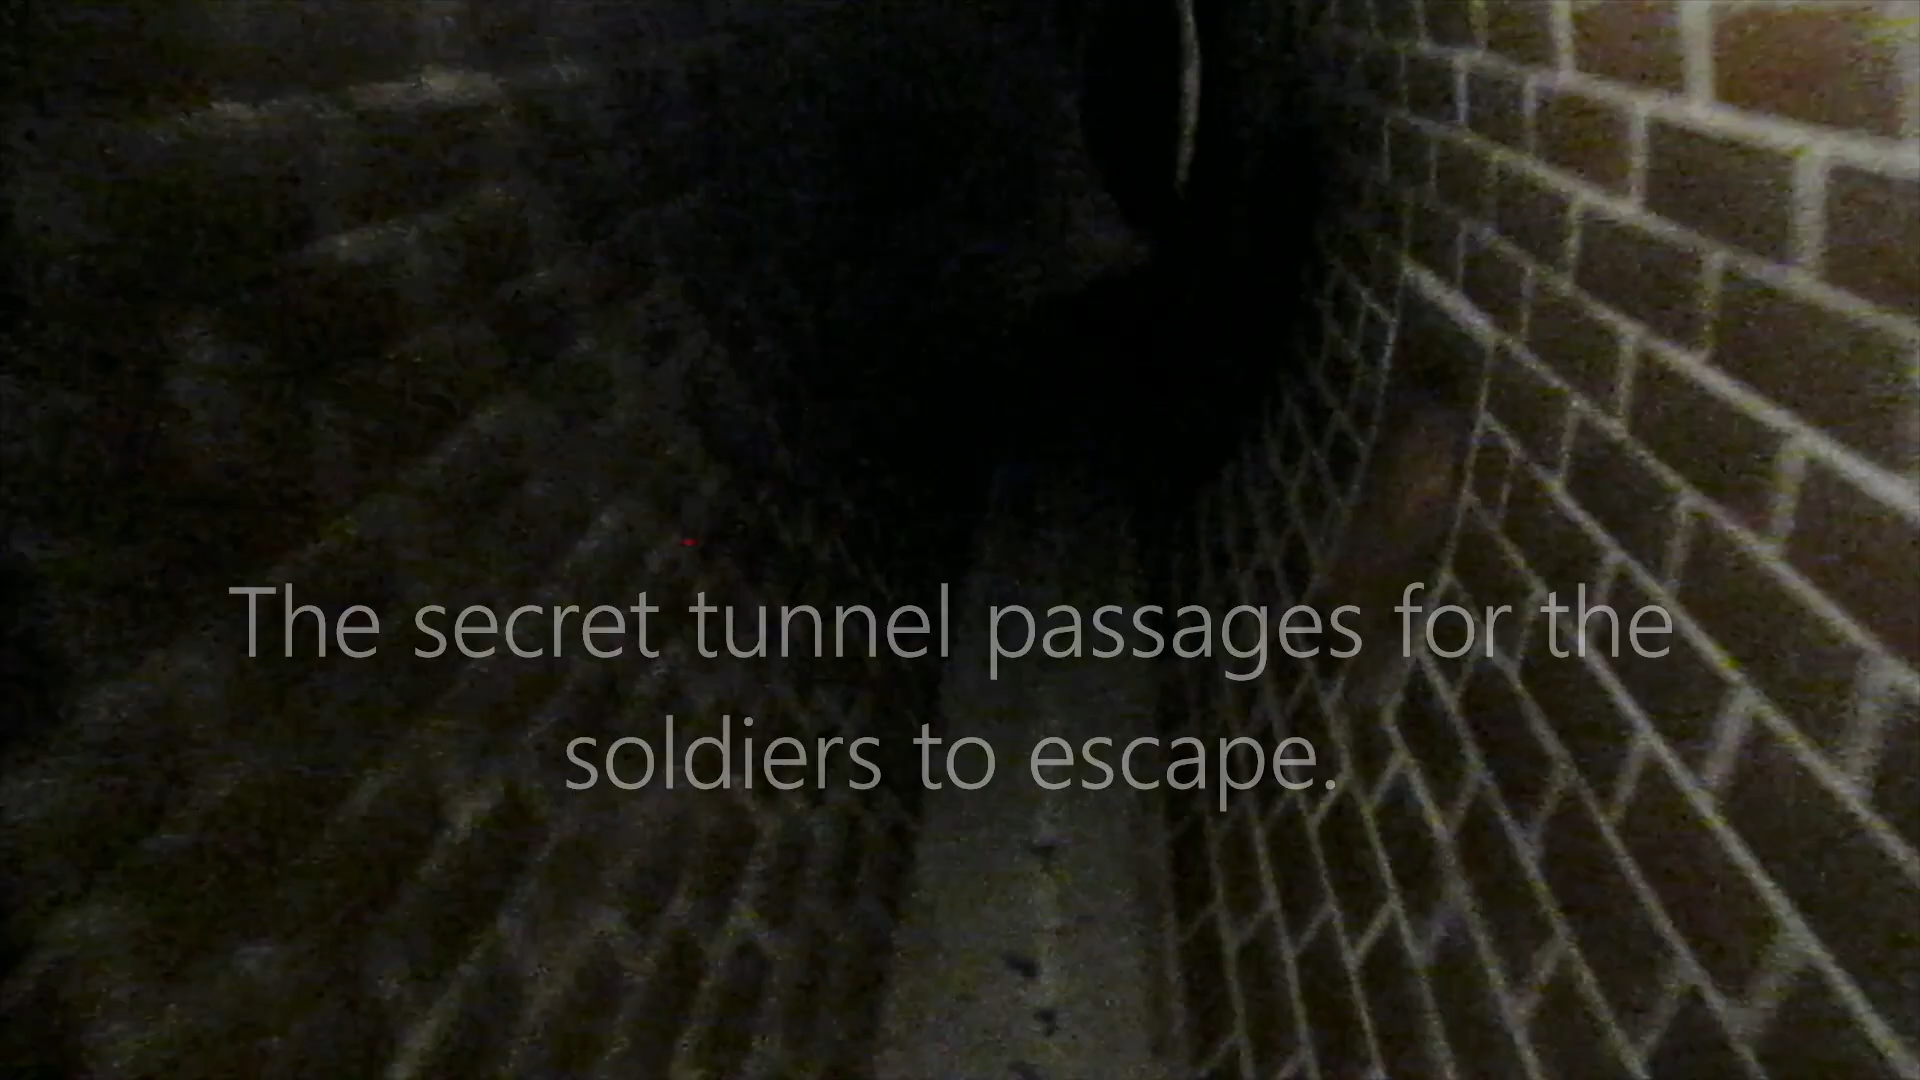 The secret tunnel passages for the
soldiers to escape.